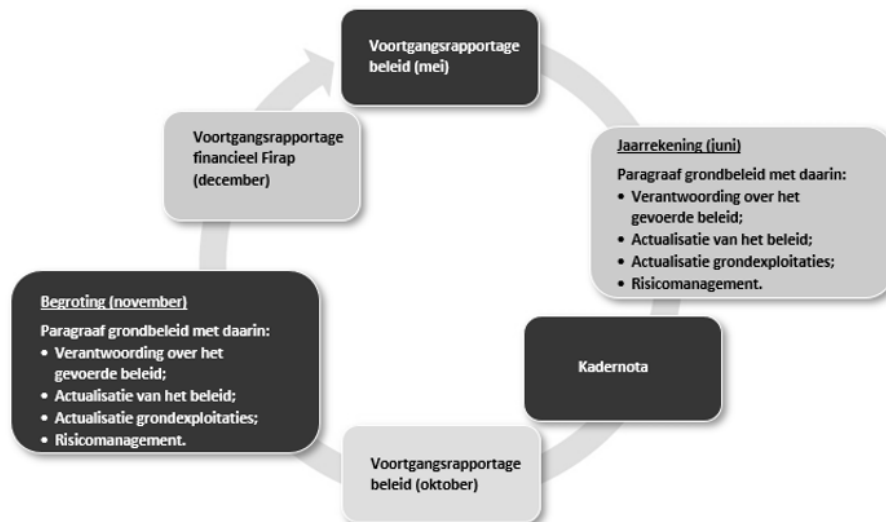 Voortgangsrapportage
beleid (mei)
Jaarrekening (juni)
Paragraaf grondbeleid met daarin:
• Verantwoording over het
gevoerde beleid;
• Actualisatie van het beleid;
• Actualisatie grondexploitaties;
• Risicomanagement.
Kadernota
Voortgangsrapportage
beleid (oktober)
Begroting (november)
Paragraaf grondbeleid met daarin:
• Verantwoording over het
gevoerde beleid;
• Actualisatie van het beleid;
• Actualisatie grondexploitaties;
• Risicomanagement.
Voortgangsrapportage
financieel Firap
(december)